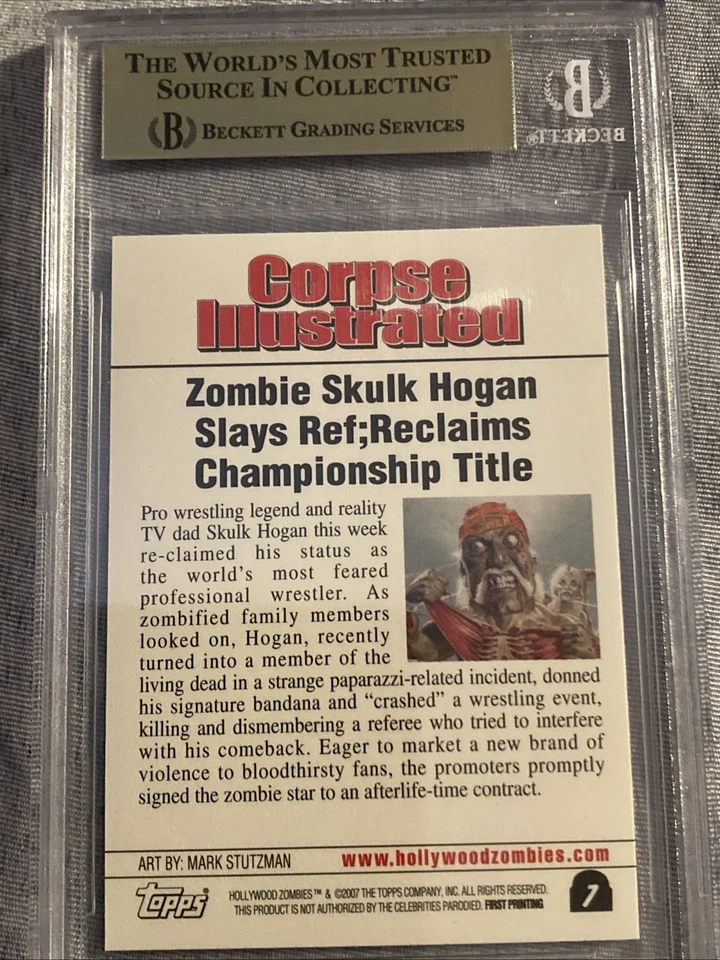 THE WORLD'S MOST TRUSTED
SOURCE IN COLLECTING™
B BECKETT GRADING SERVICES
B
BECKETT®
Corpse
Illustrated
Zombie Skulk Hogan
Slays Ref;Reclaims
Championship Title
Pro wrestling legend and reality
TV dad Skulk Hogan this week
re-claimed his status as
the world's most feared
professional wrestler. As
zombified family members
looked on, Hogan, recently
turned into a member of the
living dead in a strange paparazzi-related incident, donned
his signature bandana and “crashed” a wrestling event,
killing and dismembering a referee who tried to interfere
with his comeback. Eager to market a new brand of
violence to bloodthirsty fans, the promoters promptly
signed the zombie star to an afterlife-time contract.
ART BY: MARK STUTZMAN
www.hollywoodzombies.com
Topps®
HOLLYWOOD ZOMBIES™ & ©2007 THE TOPPS COMPANY, INC. ALL RIGHTS RESERVED.
THIS PRODUCT IS NOT AUTHORIZED BY THE CELEBRITIES PARODIED. FIRST PRINTING
7